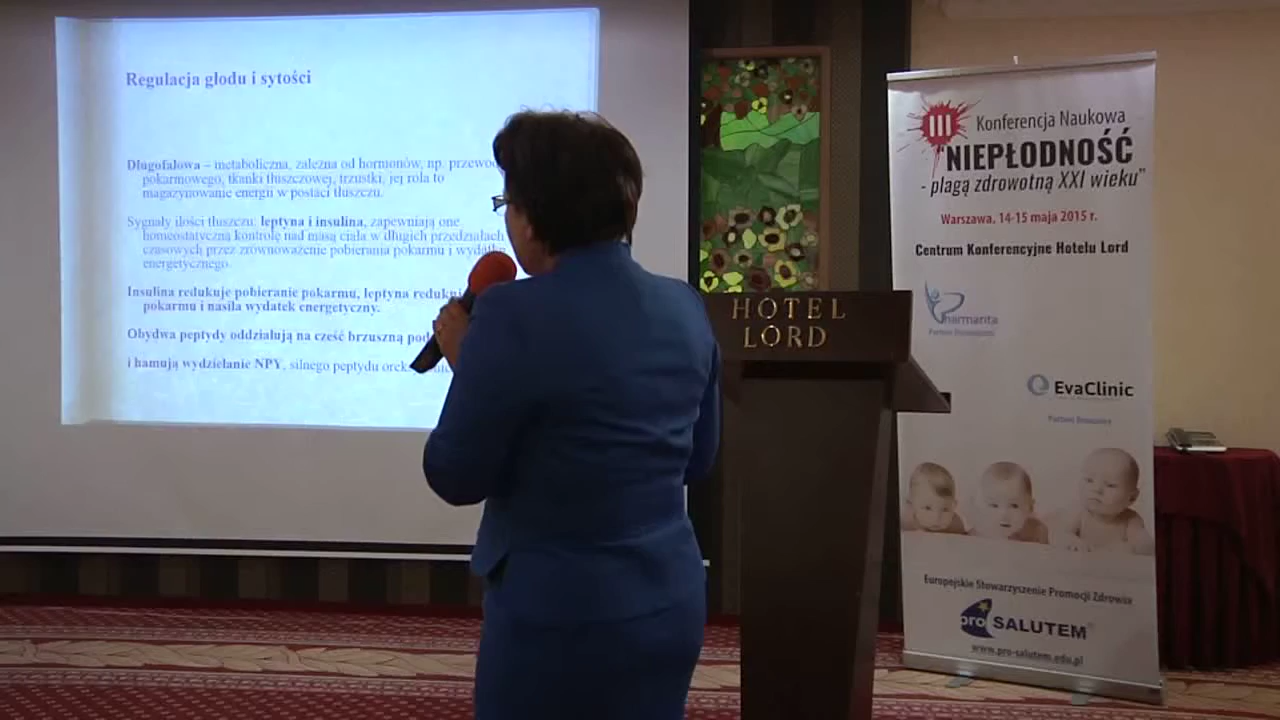 Regulacja głodu i sytości
Długofalowa – metaboliczna, zależna od hormonów, np.
pokarmowego, tkanki tłuszczowej, trzustki, jej rola to
magazynowanie energii w postaci tłuszczu.
Sygnały ilości tłuszczu: leptyna i insulina, zapewniają one
homeostatyczną kontrolę nad masą ciała w długich przedziałach
czasowych przez zrównoważenie pobierania pokarmu i
energetycznego.
Insulina redukuje pobieranie pokarmu, leptyna
pokarmu i nasila wydatek energetyczny.
Obydwa peptydy oddziałują na cześć brzuszną
i hamują wydzielanie NPY, silnego peptydu
HOTEL
LORD
III Konferencja Naukowa
"NIEPŁODNOŚĆ
- plagą zdrowotną XXI wieku"
Warszawa, 14-15 maja 2015 r.
Centrum Konferencyjne Hotelu Lord
Pharmarita
EvaClinic
Europejskie Stowarzyszenie Promocji Zdrowia
pro SALUTEM
www.pro-salutem.edu.pl